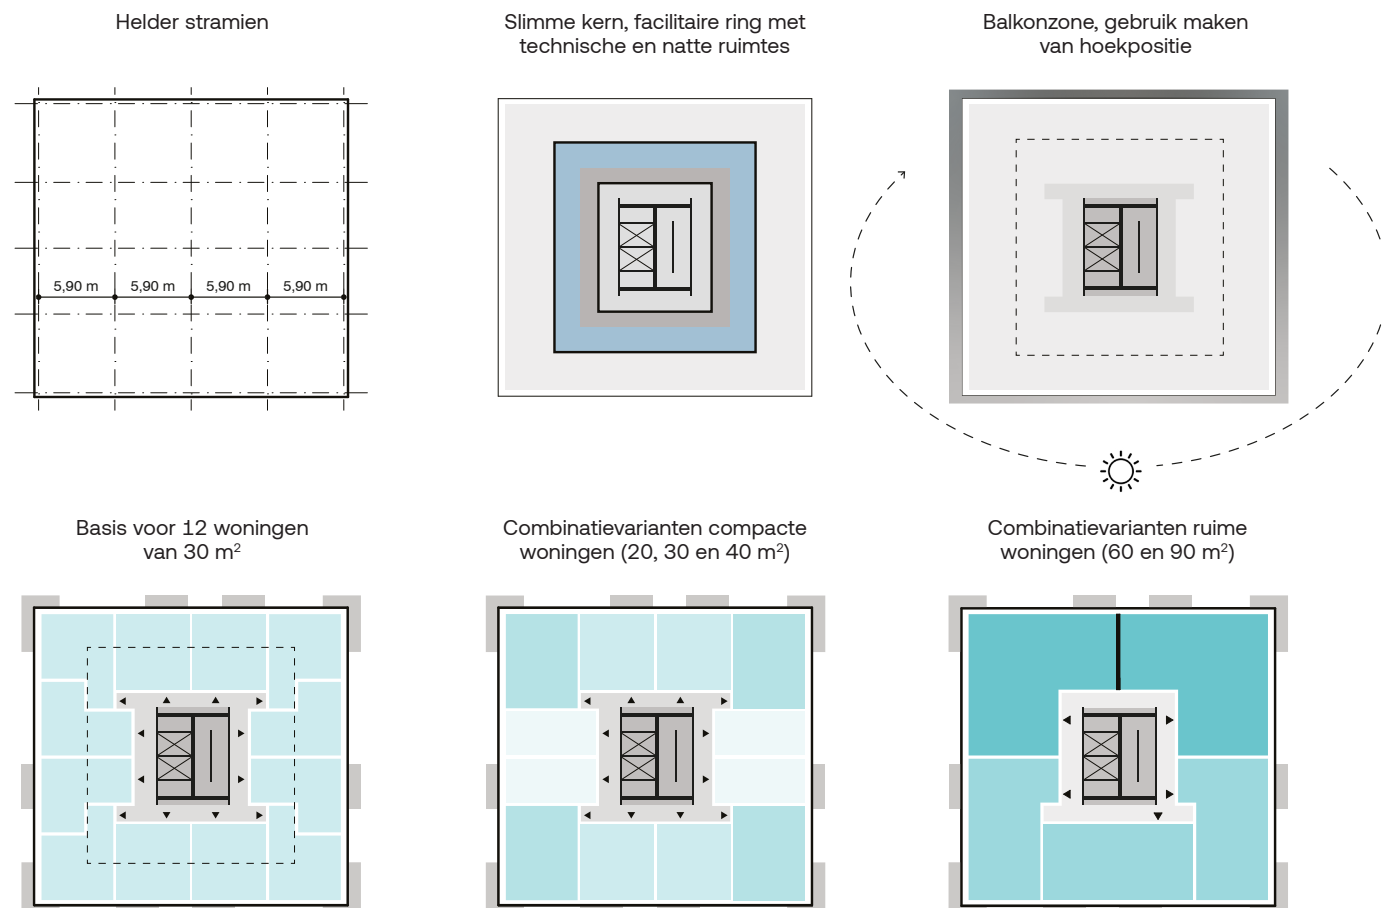 Helder stramien
Slimme kern, facilitaire ring met
technische en natte ruimtes
Balkonzone, gebruik maken
van hoekpositie
5,90 m
5,90 m
5,90 m
5,90 m
Basis voor 12 woningen
van 30 m²
Combinatievarianten compacte
woningen (20, 30 en 40 m²)
Combinatievarianten ruime
woningen (60 en 90 m²)